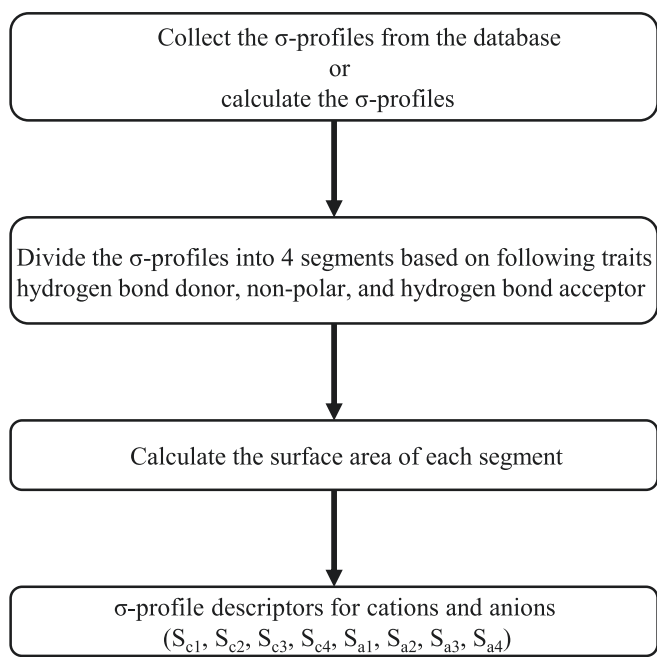 Collect the σ-profiles from the database
or
calculate the σ-profiles
Divide the σ-profiles into 4 segments based on following traits
hydrogen bond donor, non-polar, and hydrogen bond acceptor
Calculate the surface area of each segment
σ-profile descriptors for cations and anions
(Sc1, Sc2, Sc3, Sc4, Sa1, Sa2, Sa3, Sa4)